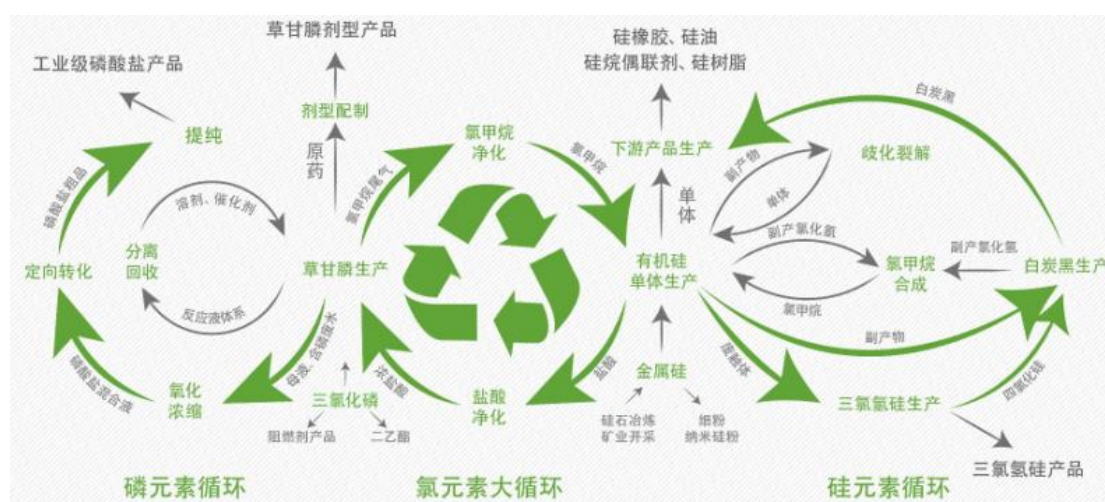 草甘膦剂型产品
工业级磷酸盐产品
剂型配制
提纯
原药
磷酸盐粗品
溶剂、催化剂
分离
回收
定向转化
草甘膦生产
反应液体系
磷酸盐混合液
氧化
浓缩
母液、含磷废水
三氯化磷
阻燃剂产品
二乙酯
磷元素循环
氯甲烷
净化
氯甲烷尾气
氯甲烷
浓盐酸
盐酸
净化
盐酸
氯元素大循环
硅橡胶、硅油
硅烷偶联剂、硅树脂
下游产品生产
单体
有机硅
单体生产
金属硅
硅石冶炼
矿业开采
细粉
纳米硅粉
白炭黑
歧化裂解
副产物
单体
副产氯化氢
氯甲烷
合成
氯甲烷
副产氯化氢
白炭黑生产
副产物
废触体
三氯氢硅生产
四氯化硅
三氯氢硅产品
硅元素循环